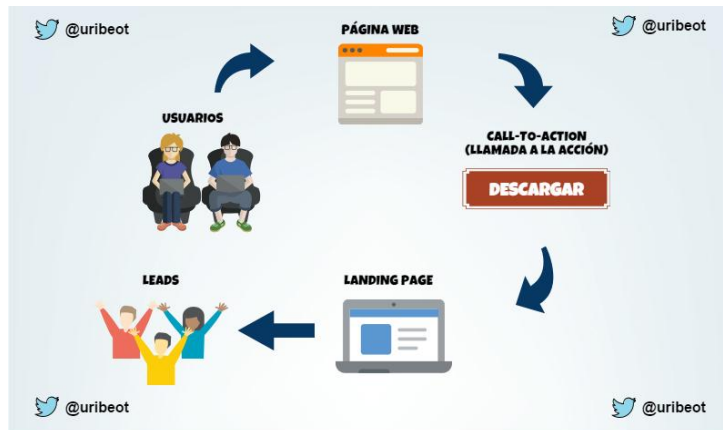 @uribeot
@uribeot
PÁGINA WEB
USUARIOS
CALL-TO-ACTION
(LLAMADA A LA ACCIÓN)
DESCARGAR
LEADS
LANDING PAGE
@uribeot
@uribeot